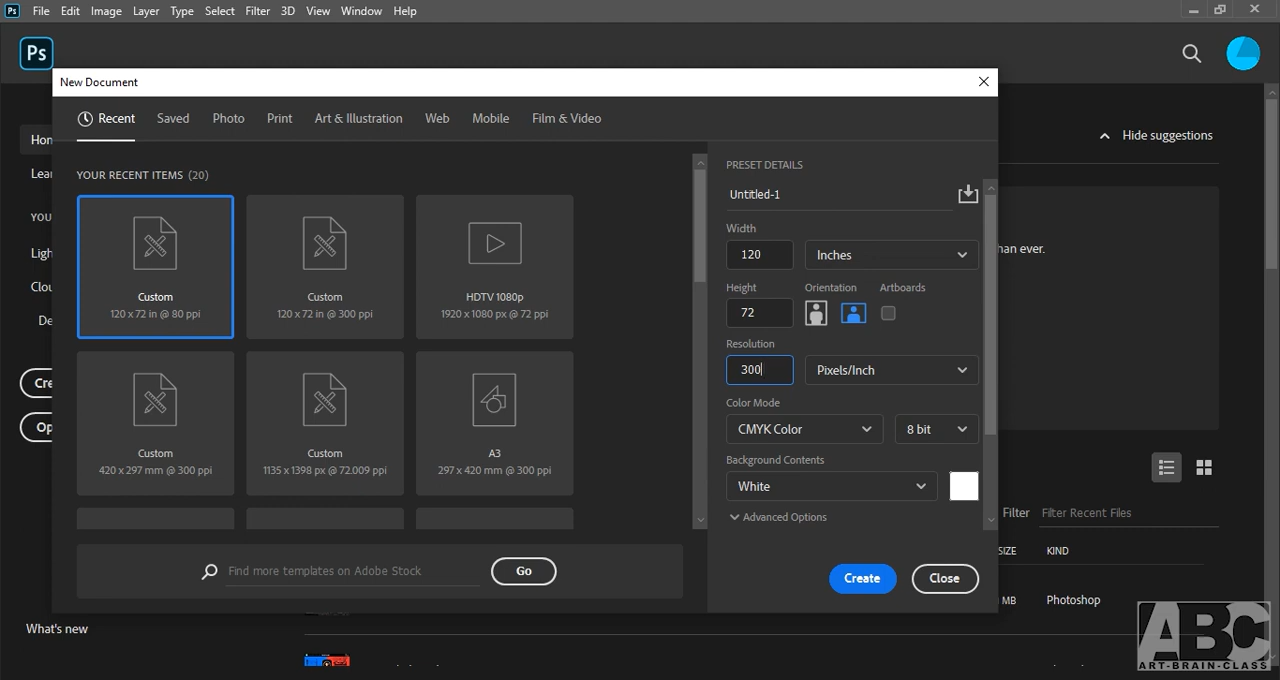 Ps File Edit Image Layer Type Select Filter 3D View Window Help
Ps
New Document
Recent Saved Photo Print Art & Illustration Web Mobile Film & Video
Hide suggestions
YOUR RECENT ITEMS (20)
Custom
120 x 72 in @ 80 ppi
Custom
120 x 72 in @ 300 ppi
HDTV 1080p
1920 x 1080 px @ 72 ppi
Custom
420 x 297 mm @ 300 ppi
Custom
1135 x 1398 px @ 72.009 ppi
A3
297 x 420 mm @ 300 ppi
Find more templates on Adobe Stock
Go
PRESET DETAILS
Untitled-1
Width
120 Inches
Height Orientation Artboards
72
Resolution
300 Pixels/Inch
Color Mode
CMYK Color 8 bit
Background Contents
White
Advanced Options
Create Close
han ever.
Filter Filter Recent Files
SIZE KIND
MB Photoshop
What's new
ABC
ART-BRAIN-CLASS